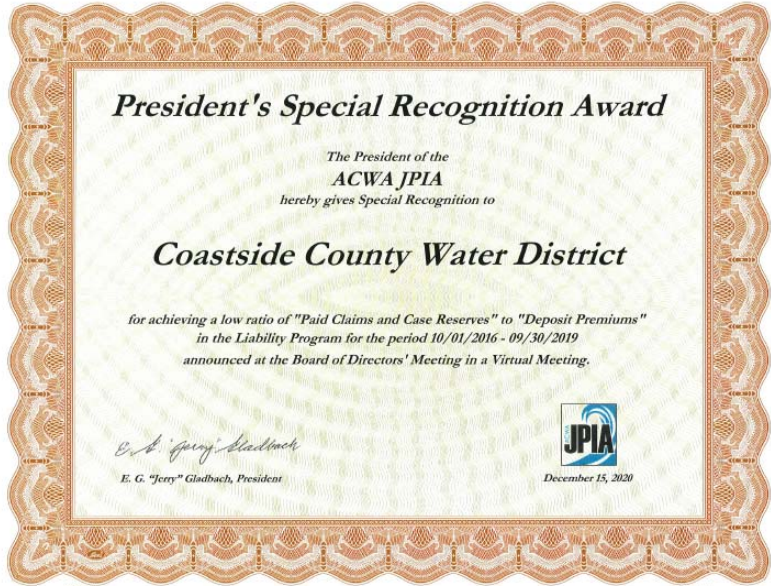 President's Special Recognition Award
The President of the
ACWA JPIA
hereby gives Special Recognition to
Coastside County Water District
for achieving a low ratio of "Paid Claims and Case Reserves" to "Deposit Premiums"
in the Liability Program for the period 10/01/2016 - 09/30/2019
announced at the Board of Directors' Meeting in a Virtual Meeting.
E. G. "Jerry" Gladbach
E. G. "Jerry" Gladbach, President
ACWA
JPIA
December 15, 2020